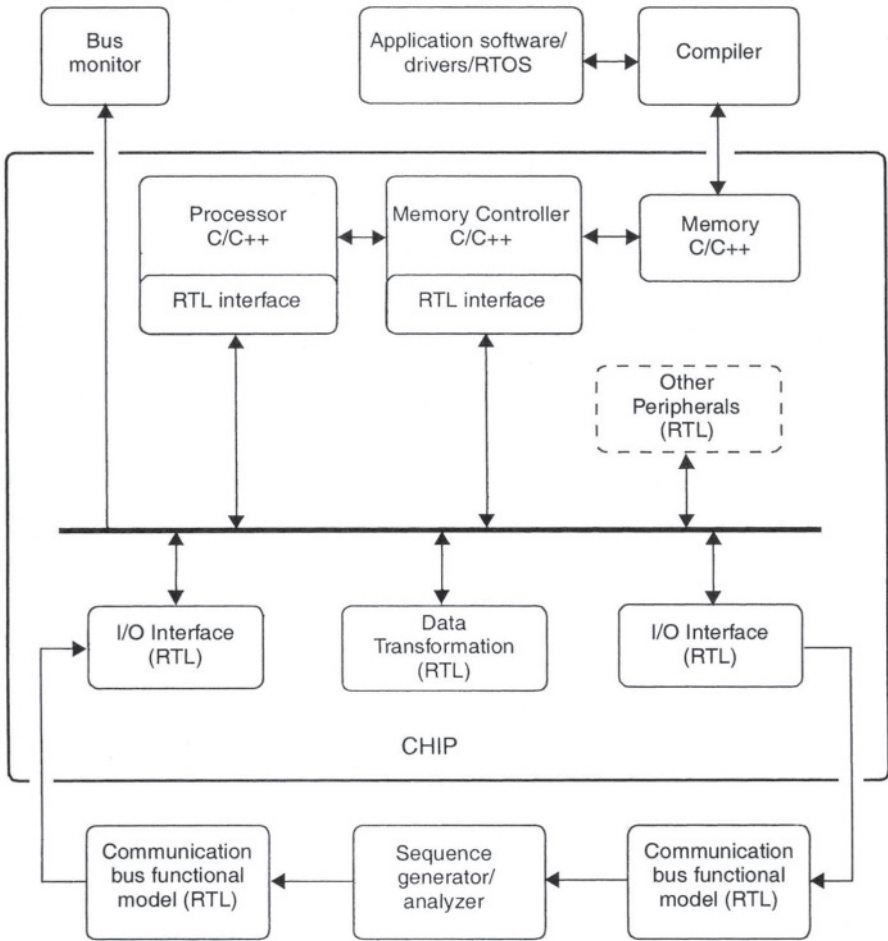 Bus
monitor
Application software/
drivers/RTOS
Compiler
Processor
C/C++
RTL interface
Memory Controller
C/C++
RTL interface
Memory
C/C++
Other
Peripherals
(RTL)
I/O Interface
(RTL)
Data
Transformation
(RTL)
I/O Interface
(RTL)
CHIP
Communication
bus functional
model (RTL)
Sequence
generator/
analyzer
Communication
bus functional
model (RTL)